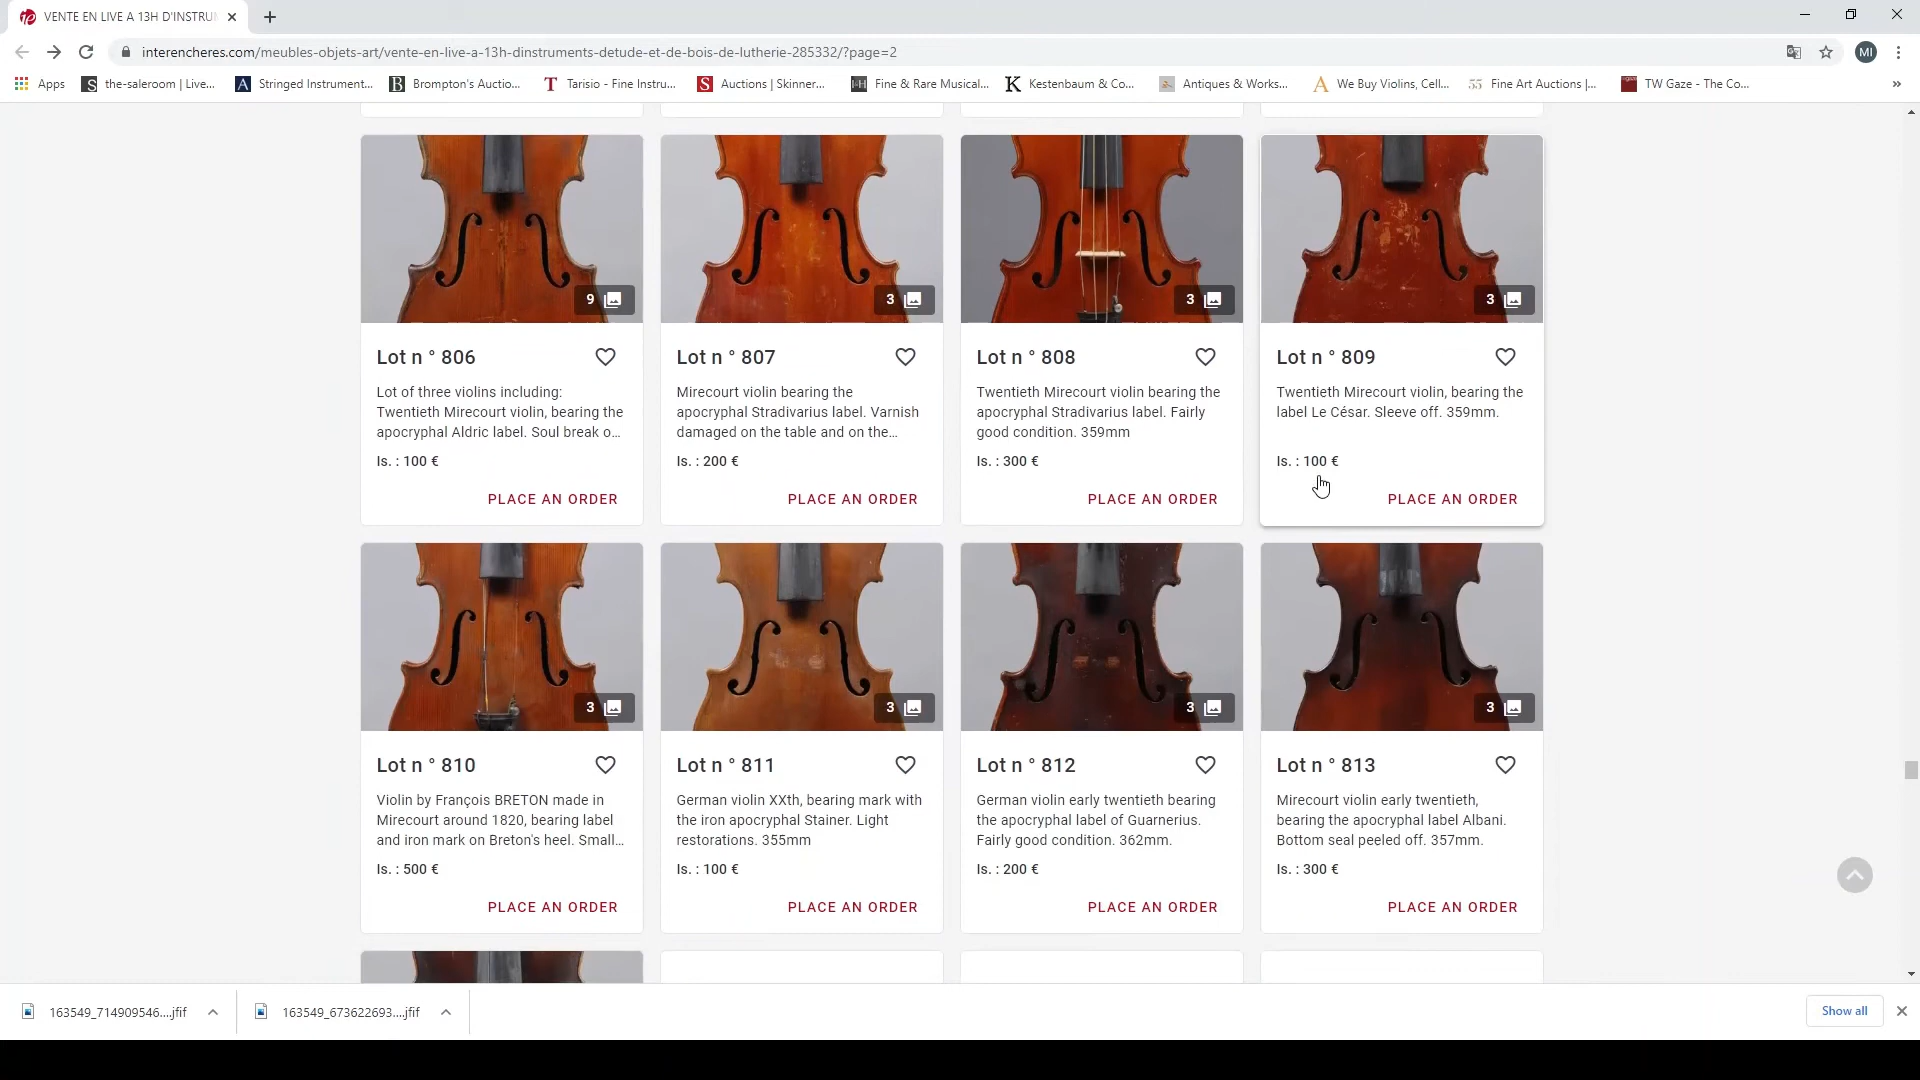 VENTE EN LIVE A 13H D'INSTRU
interencheres.com/meubles-objets-art/vente-en-live-a-13h-dinstruments-detude-et-de-bois-de-lutherie-285332/?page=2
MI
Apps
the-saleroom | Live...
Stringed Instrument...
Brompton's Auctio...
Tarisio - Fine Instru...
Auctions | Skinner...
Fine & Rare Musical...
Kestenbaum & Co...
Antiques & Works...
We Buy Violins, Cell...
Fine Art Auctions |...
TW Gaze - The Co...
»
9
3
3
3
Lot n ° 806
Lot of three violins including:
Twentieth Mirecourt violin, bearing the
apocryphal Aldric label. Soul break o...
Is. : 100 €
PLACE AN ORDER
Lot n ° 807
Mirecourt violin bearing the
apocryphal Stradivarius label. Varnish
damaged on the table and on the...
Is. : 200 €
PLACE AN ORDER
Lot n ° 808
Twentieth Mirecourt violin bearing the
apocryphal Stradivarius label. Fairly
good condition. 359mm
Is. : 300 €
PLACE AN ORDER
Lot n ° 809
Twentieth Mirecourt violin, bearing the
label Le César. Sleeve off. 359mm.
Is. : 100 €
PLACE AN ORDER
3
3
3
3
Lot n ° 810
Violin by François BRETON made in
Mirecourt around 1820, bearing label
and iron mark on Breton's heel. Small...
Is. : 500 €
PLACE AN ORDER
Lot n ° 811
German violin XXth, bearing mark with
the iron apocryphal Stainer. Light
restorations. 355mm
Is. : 100 €
PLACE AN ORDER
Lot n ° 812
German violin early twentieth bearing
the apocryphal label of Guarnerius.
Fairly good condition. 362mm.
Is. : 200 €
PLACE AN ORDER
Lot n ° 813
Mirecourt violin early twentieth,
bearing the apocryphal label Albani.
Bottom seal peeled off. 357mm.
Is. : 300 €
PLACE AN ORDER
163549_714909546....jfif
163549_673622693....jfif
Show all